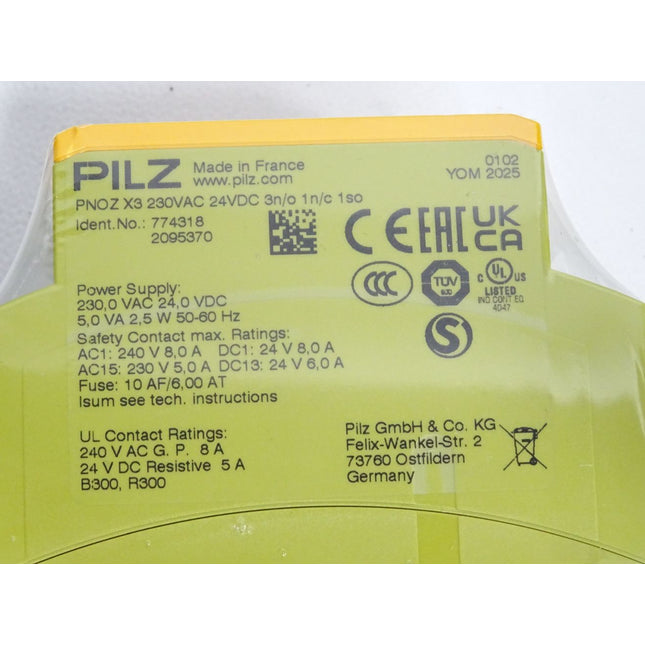 PILZ Made in France
www.pilz.com
0102
YOM 2025
PNOZ X3 230VAC 24VDC 3n/o 1n/c 1so
Ident.No.: 774318
2095370
CE EAC UK
CA
CCC TÜV C UL US
LISTED
IND.CONT.EQ.
4047
S
Power Supply:
230,0 VAC 24,0 VDC
5,0 VA 2,5 W 50-60 Hz
Safety Contact max. Ratings:
AC1: 240 V 8,0 A DC1: 24 V 8,0 A
AC15: 230 V 5,0 A DC13: 24 V 6,0 A
Fuse: 10 AF/6,00 AT
Isum see tech. instructions
UL Contact Ratings:
240 V AC G. P. 8 A
24 V DC Resistive 5 A
B300, R300
Pilz GmbH & Co. KG
Felix-Wankel-Str. 2
73760 Ostfildern
Germany